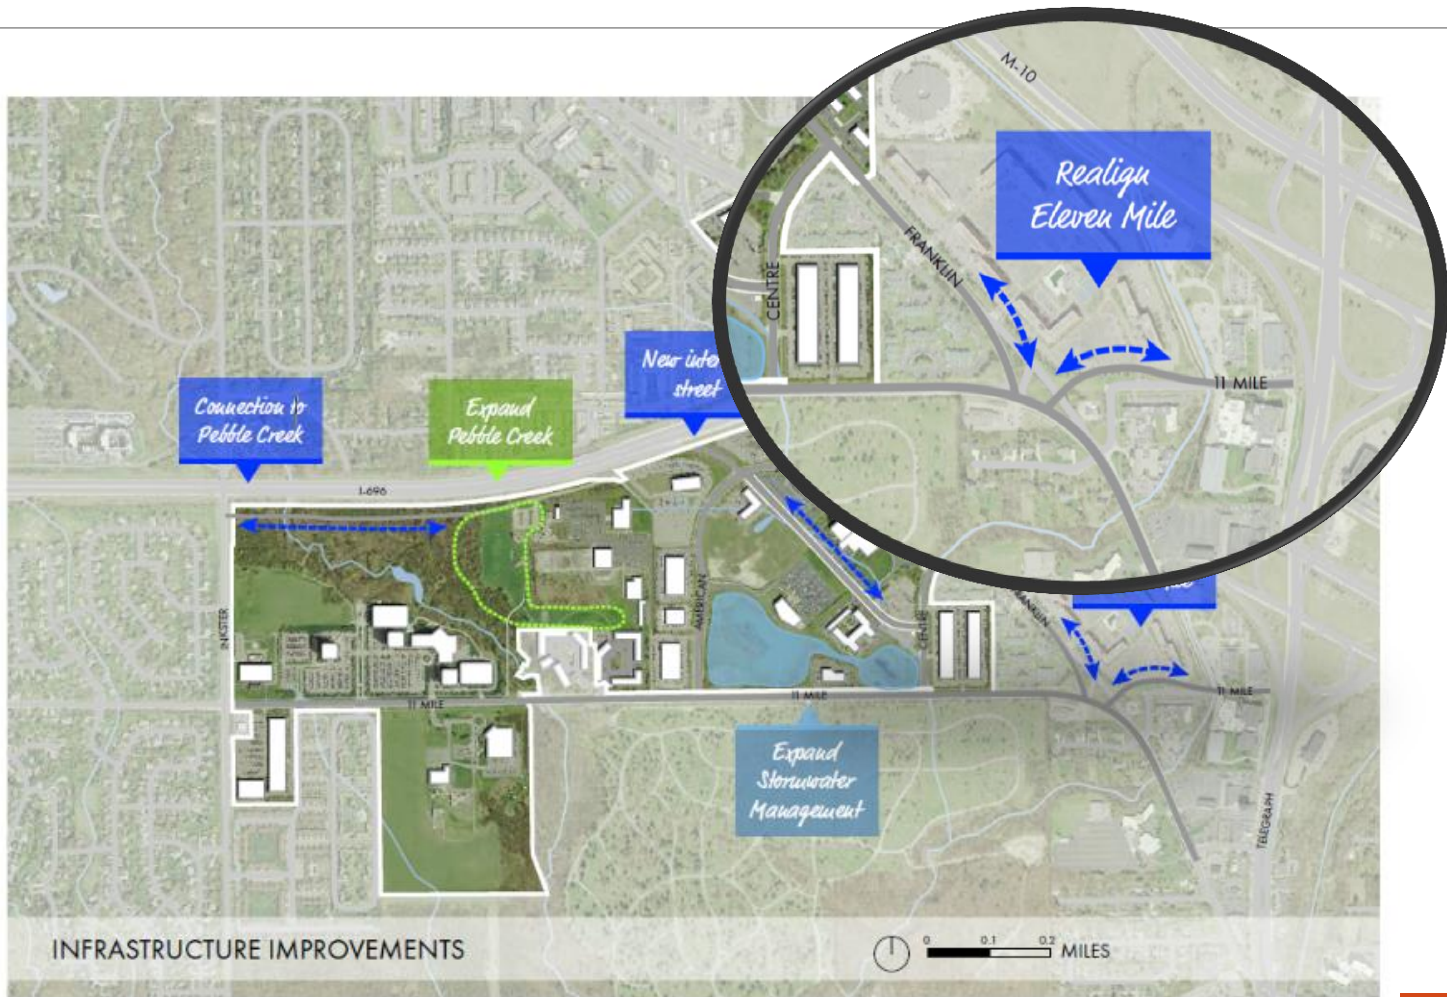 M-10
Realign
Eleven Mile
FRANKLIN
CENTRE
11 MILE
New inter
street
Connection to
Pebble Creek
Expand
Pebble Creek
I-696
INKSTER
AMERICAN
CENTRE
FRANKLIN
11 MILE
11 MILE
11 MILE
Expand
Stormwater
Management
TELEGRAPH
INFRASTRUCTURE IMPROVEMENTS
0 0.1 0.2
MILES